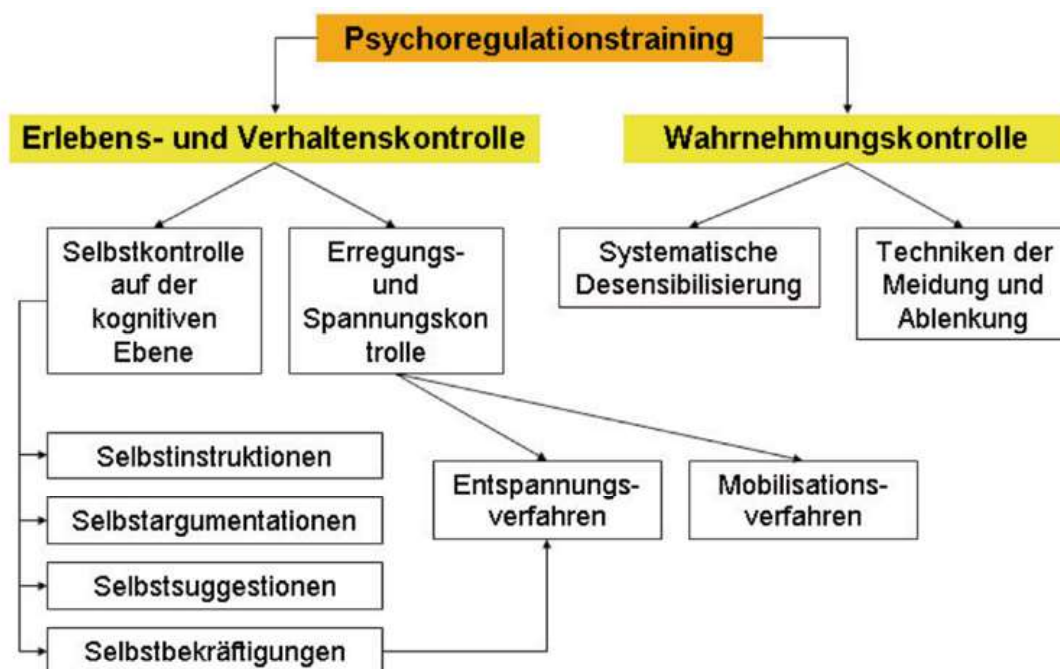 Psychoregulationstraining
Erlebens- und Verhaltenskontrolle
Wahrnehmungskontrolle
Selbstkontrolle
auf der
kognitiven
Ebene
Erregungs-
und
Spannungskon
trolle
Systematische
Desensibilisierung
Techniken der
Meidung und
Ablenkung
Selbstinstruktionen
Selbstargumentationen
Selbstsuggestionen
Selbstbekräftigungen
Entspannungs-
verfahren
Mobilisations-
verfahren